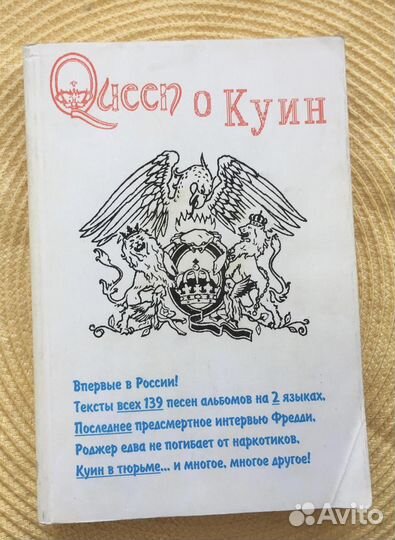 Queen о Куин
Впервые в России!
Тексты всех 139 песен альбомов на 2 языках.
Последнее предсмертное интервью Фредди.
Роджер едва не погибает от наркотиков.
Куин в тюрьме... и многое, многое другое!
Avito